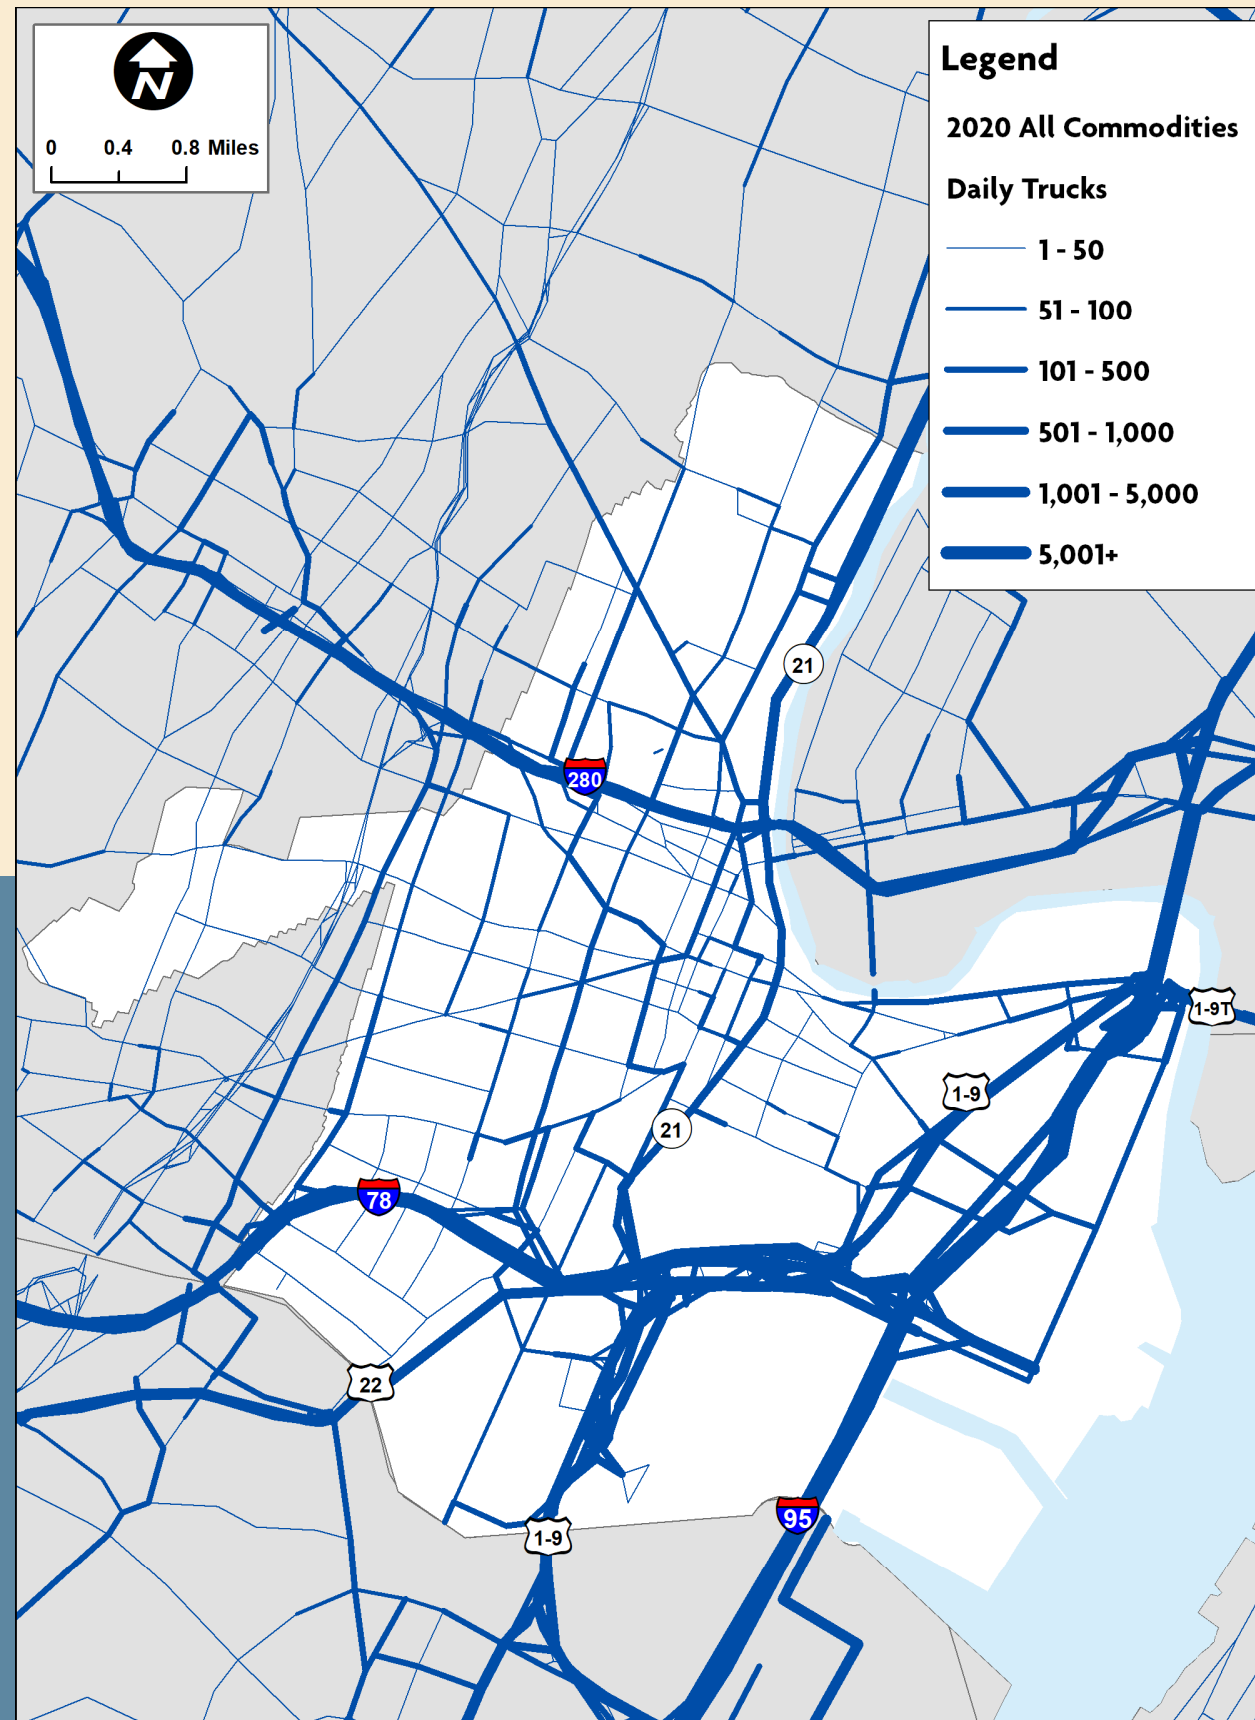 N
0 0.4 0.8 Miles
Legend
2020 All Commodities
Daily Trucks
1 - 50
51 - 100
101 - 500
501 - 1,000
1,001 - 5,000
5,001+
21
280
1-9T
1-9
21
78
22
95
1-9